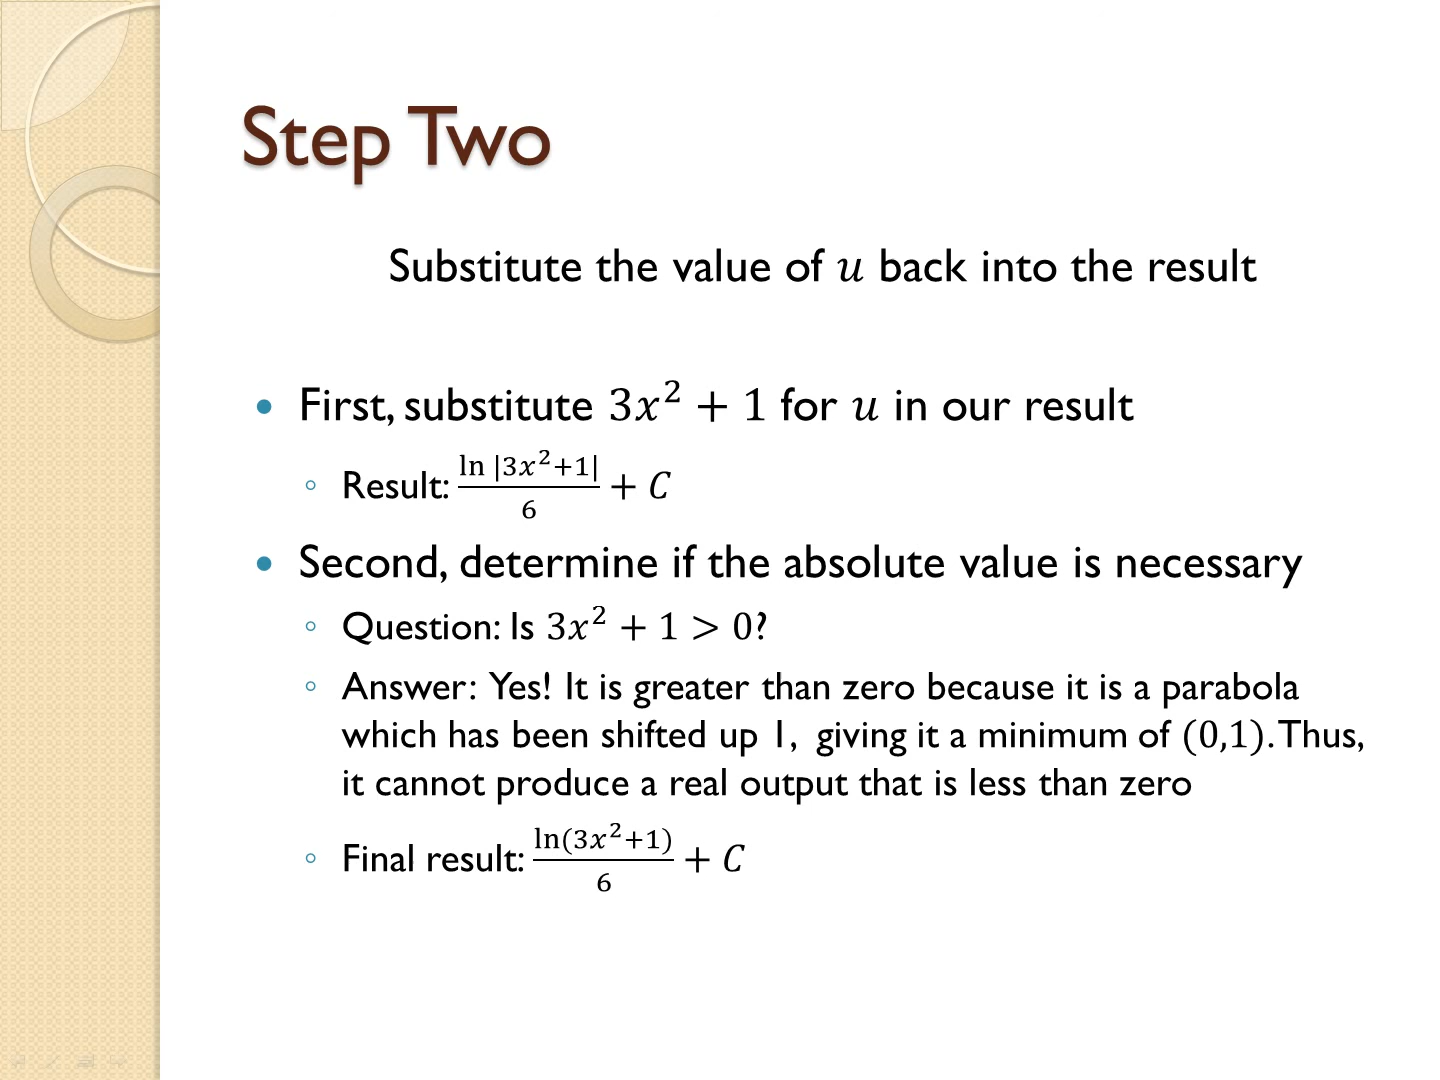 Step Two
Substitute the value of 𝑢 back into the result
• First, substitute 3𝑥² + 1 for 𝑢 in our result
◦ Result: ln |3𝑥²+1| / 6 + 𝐶
• Second, determine if the absolute value is necessary
◦ Question: Is 3𝑥² + 1 > 0?
◦ Answer: Yes! It is greater than zero because it is a parabola
which has been shifted up 1, giving it a minimum of (0,1). Thus,
it cannot produce a real output that is less than zero
◦ Final result: ln(3𝑥²+1) / 6 + 𝐶